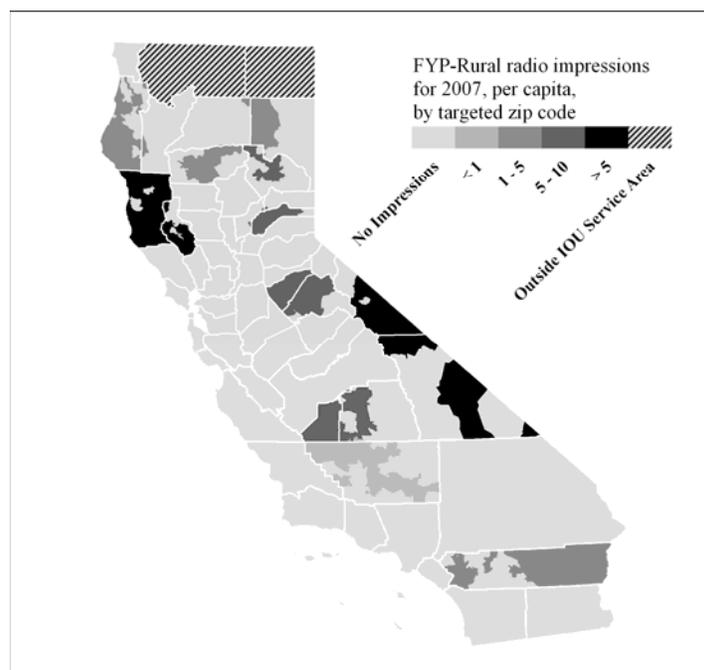 FYP-Rural radio impressions
for 2007, per capita,
by targeted zip code
No Impressions
< 1
1 - 5
5 - 10
> 5
Outside IOU Service Area